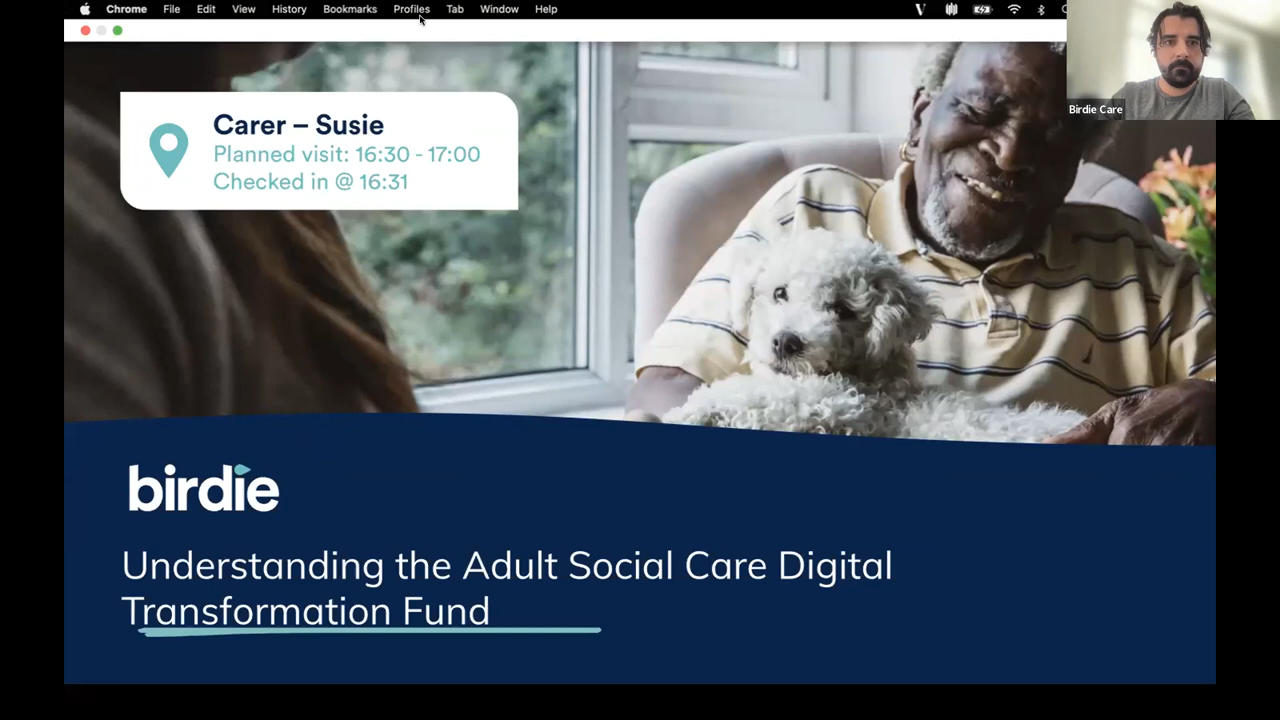 Chrome File Edit View History Bookmarks Profiles Tab Window Help
Birdie Care
Carer – Susie
Planned visit: 16:30 - 17:00
Checked in @ 16:31
birdie
Understanding the Adult Social Care Digital
Transformation Fund